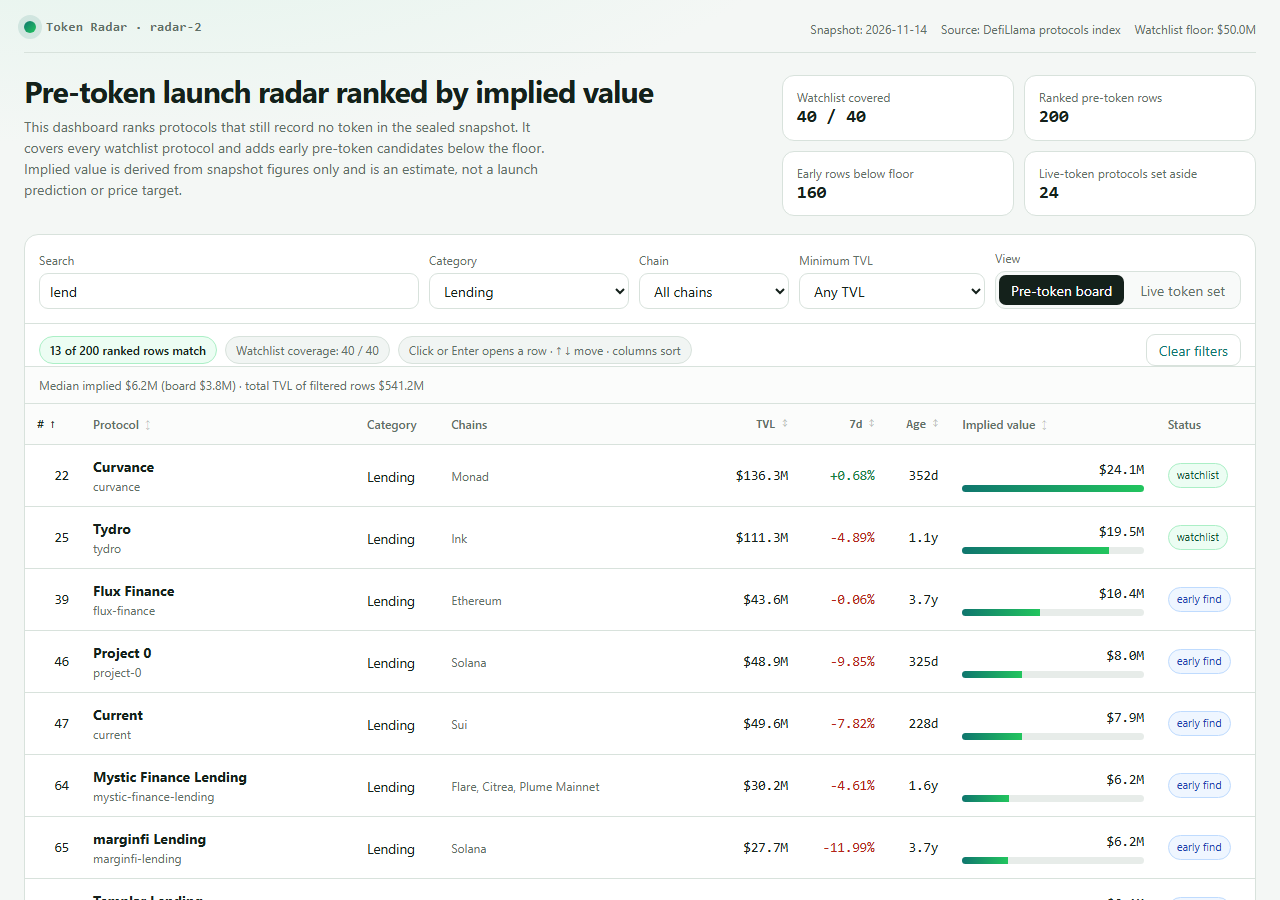 Token Radar · radar-2
Snapshot: 2026-11-14 Source: DefiLlama protocols index Watchlist floor: $50.0M
Pre-token launch radar ranked by implied value
This dashboard ranks protocols that still record no token in the sealed snapshot. It
covers every watchlist protocol and adds early pre-token candidates below the floor.
Implied value is derived from snapshot figures only and is an estimate, not a launch
prediction or price target.
Watchlist covered
40 / 40
Ranked pre-token rows
200
Early rows below floor
160
Live-token protocols set aside
24
Search
lend
Category
Lending
Chain
All chains
Minimum TVL
Any TVL
View
Pre-token board Live token set
13 of 200 ranked rows match Watchlist coverage: 40 / 40 Click or Enter opens a row · ↑↓ move · columns sort Clear filters
Median implied $6.2M (board $3.8M) · total TVL of filtered rows $541.2M
# ↑ Protocol ↕ Category Chains TVL ↕ 7d ↕ Age ↕ Implied value ↕ Status
22 Curvance Lending Monad $136.3M +0.68% 352d $24.1M watchlist
curvance
25 Tydro Lending Ink $111.3M -4.89% 1.1y $19.5M watchlist
tydro
39 Flux Finance Lending Ethereum $43.6M -0.06% 3.7y $10.4M early find
flux-finance
46 Project 0 Lending Solana $48.9M -9.85% 325d $8.0M early find
project-0
47 Current Lending Sui $49.6M -7.82% 228d $7.9M early find
current
64 Mystic Finance Lending Lending Flare, Citrea, Plume Mainnet $30.2M -4.61% 1.6y $6.2M early find
mystic-finance-lending
65 marginfi Lending Lending Solana $27.7M -11.99% 3.7y $6.2M early find
marginfi-lending